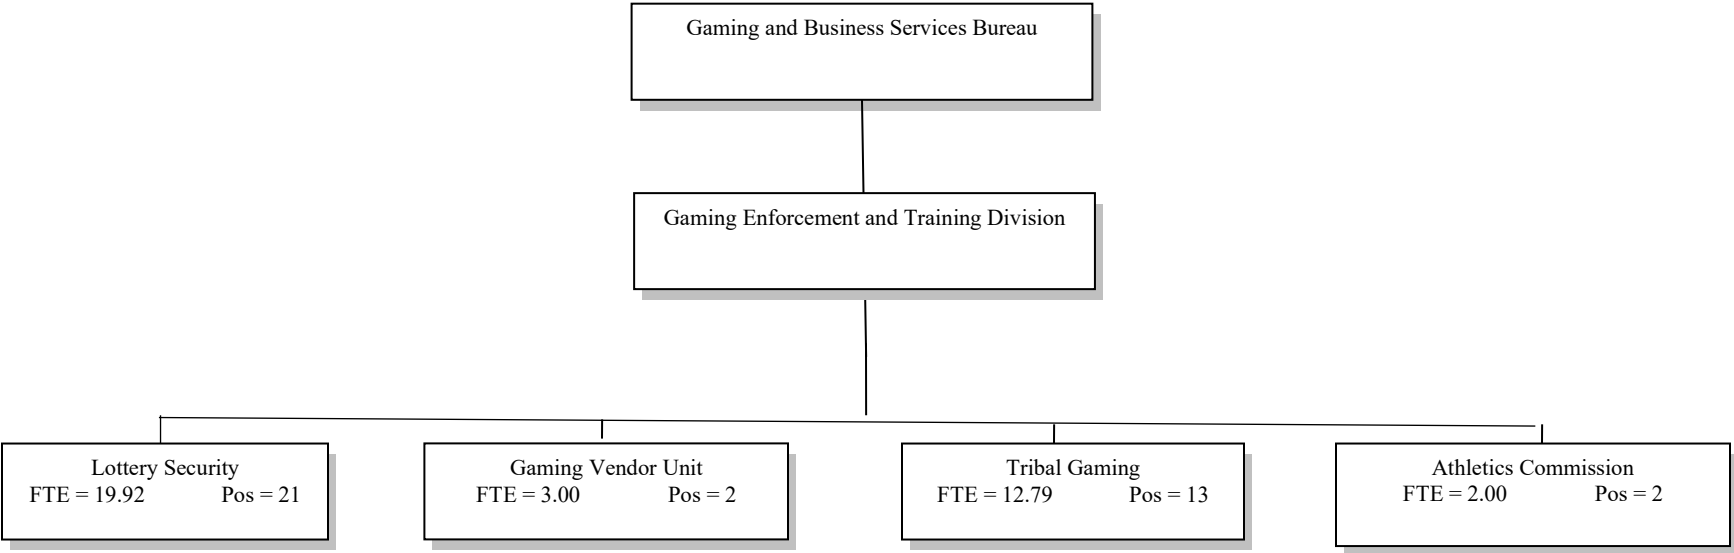 Gaming and Business Services Bureau
Gaming Enforcement and Training Division
Lottery Security
FTE = 19.92 Pos = 21
Gaming Vendor Unit
FTE = 3.00 Pos = 2
Tribal Gaming
FTE = 12.79 Pos = 13
Athletics Commission
FTE = 2.00 Pos = 2